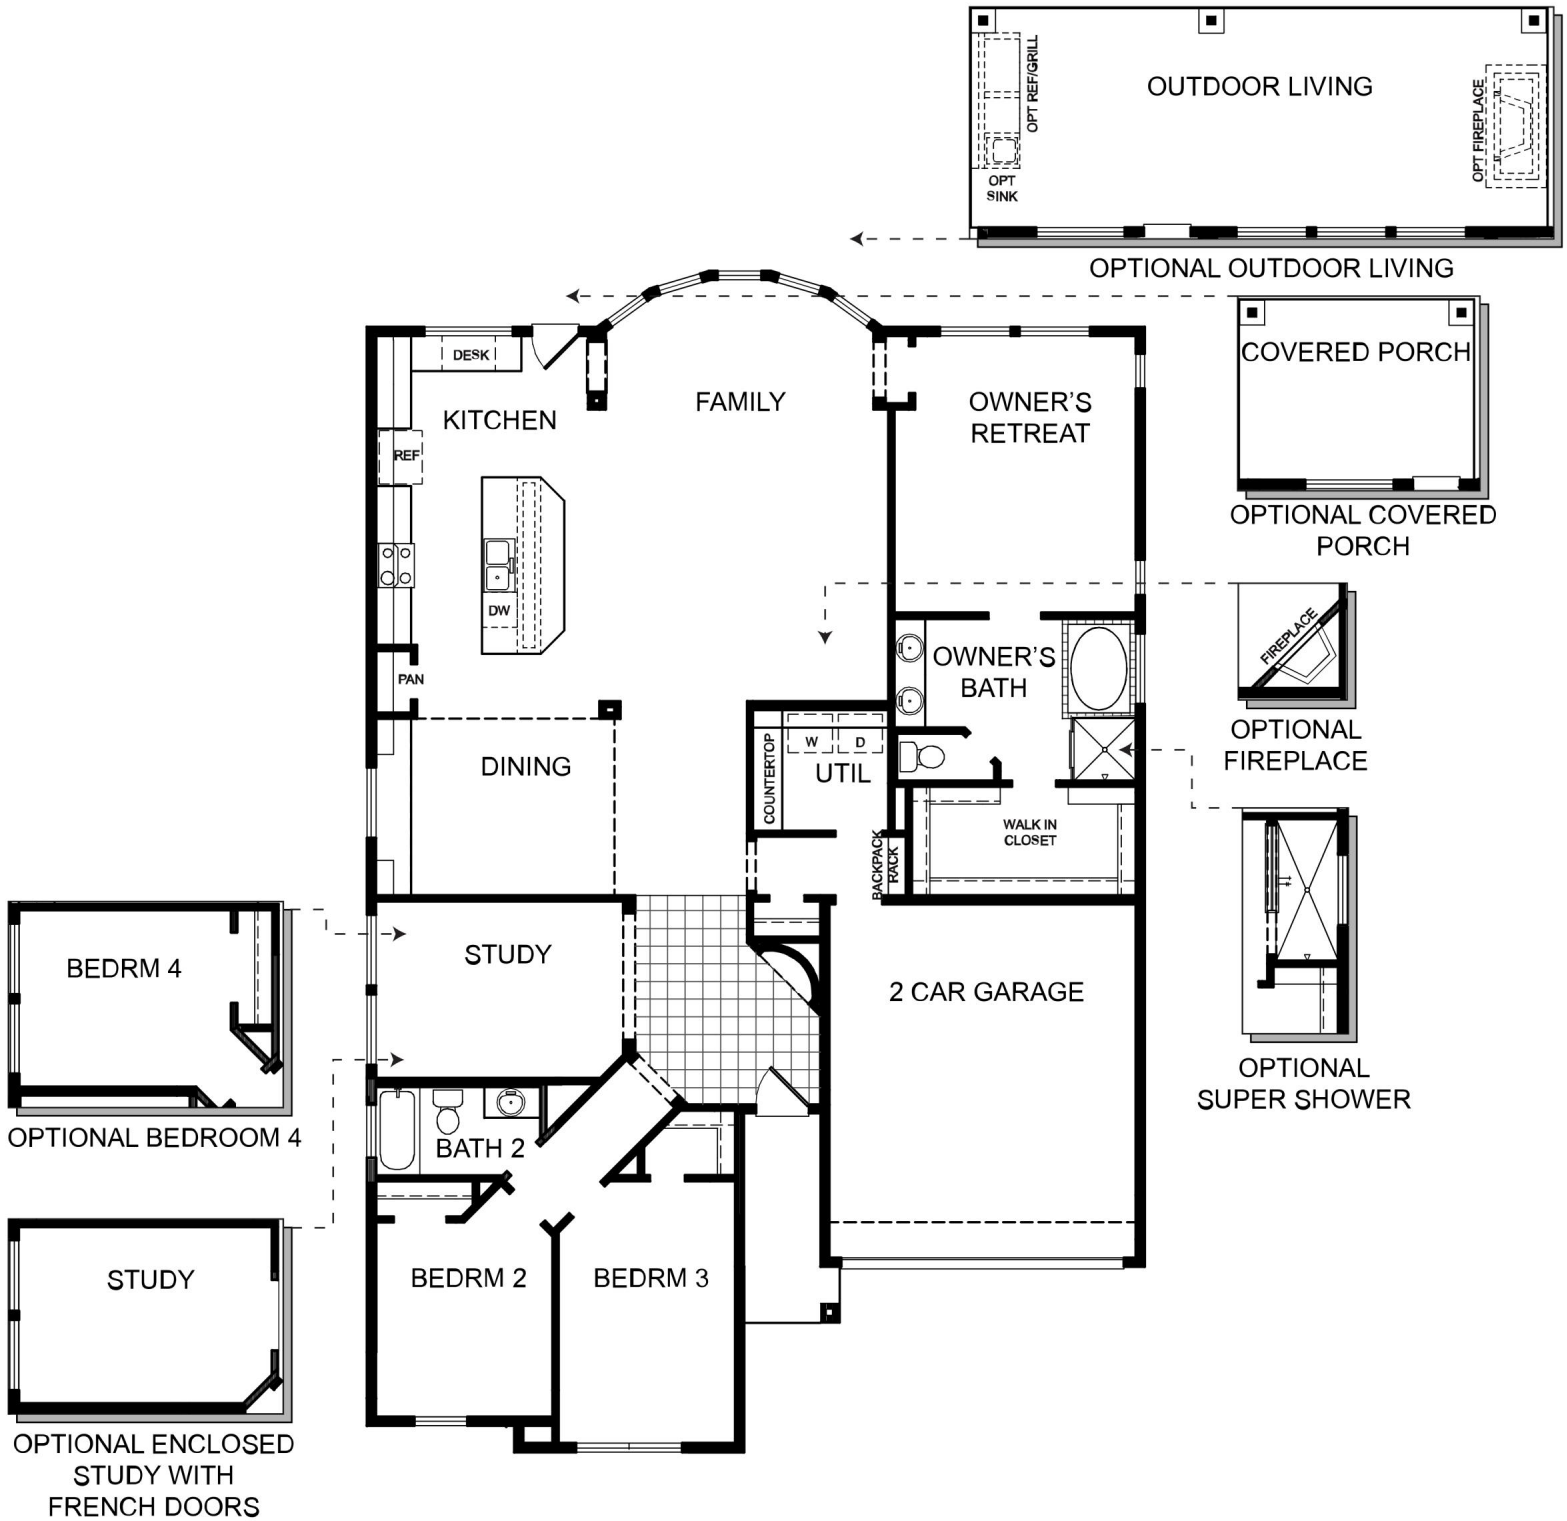 OPT REF/GRILL
OUTDOOR LIVING
OPT FIREPLACE
OPT
SINK
OPTIONAL OUTDOOR LIVING
COVERED PORCH
OPTIONAL COVERED
PORCH
DESK
KITCHEN
FAMILY
OWNER'S
RETREAT
REF
DW
PAN
OWNER'S
BATH
FIREPLACE
OPTIONAL
FIREPLACE
DINING
COUNTERTOP
W
D
UTIL
WALK IN
CLOSET
BACKPACK
RACK
OPTIONAL
SUPER SHOWER
BEDRM 4
OPTIONAL BEDROOM 4
STUDY
2 CAR GARAGE
BATH 2
BEDRM 2
BEDRM 3
STUDY
OPTIONAL ENCLOSED
STUDY WITH
FRENCH DOORS